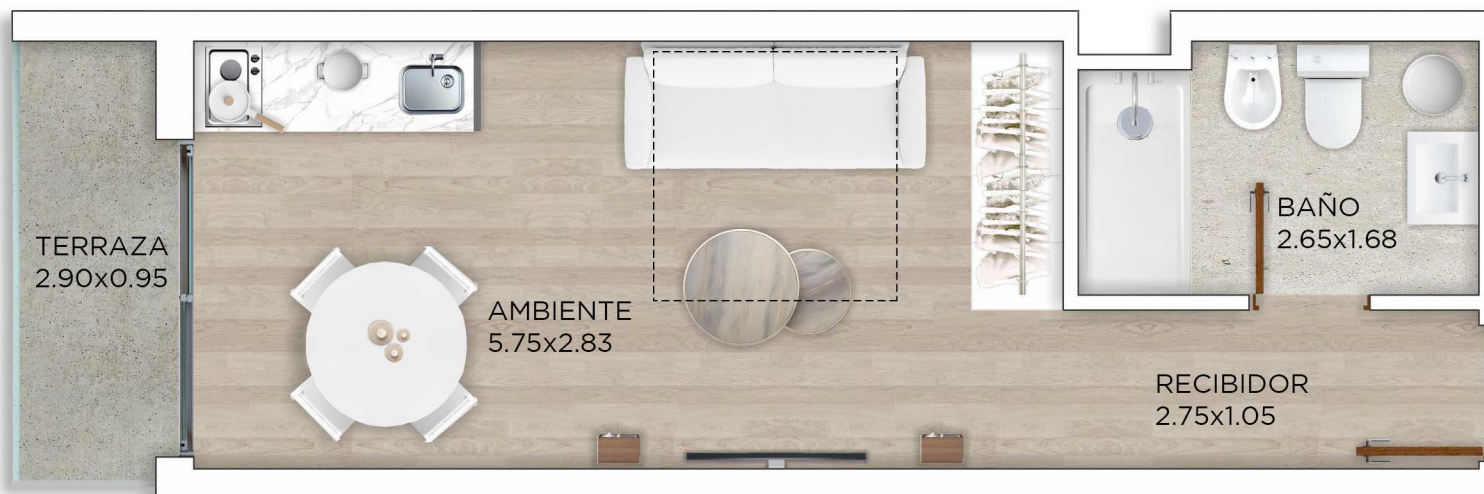 TERRAZA
2.90x0.95
AMBIENTE
5.75x2.83
BAÑO
2.65x1.68
RECIBIDOR
2.75x1.05